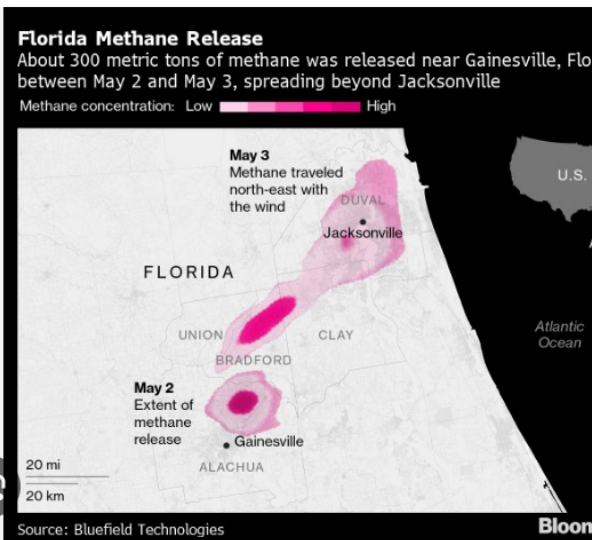 Florida Methane Release
About 300 metric tons of methane was released near Gainesville, Flo
between May 2 and May 3, spreading beyond Jacksonville
Methane concentration: Low High
May 3
Methane traveled
north-east with
the wind
DUVAL
Jacksonville
U.S.
FLORIDA
UNION
CLAY
BRADFORD
Atlantic
Ocean
May 2
Extent of
methane
release
Gainesville
ALACHUA
20 mi
20 km
Source: Bluefield Technologies
Bloom